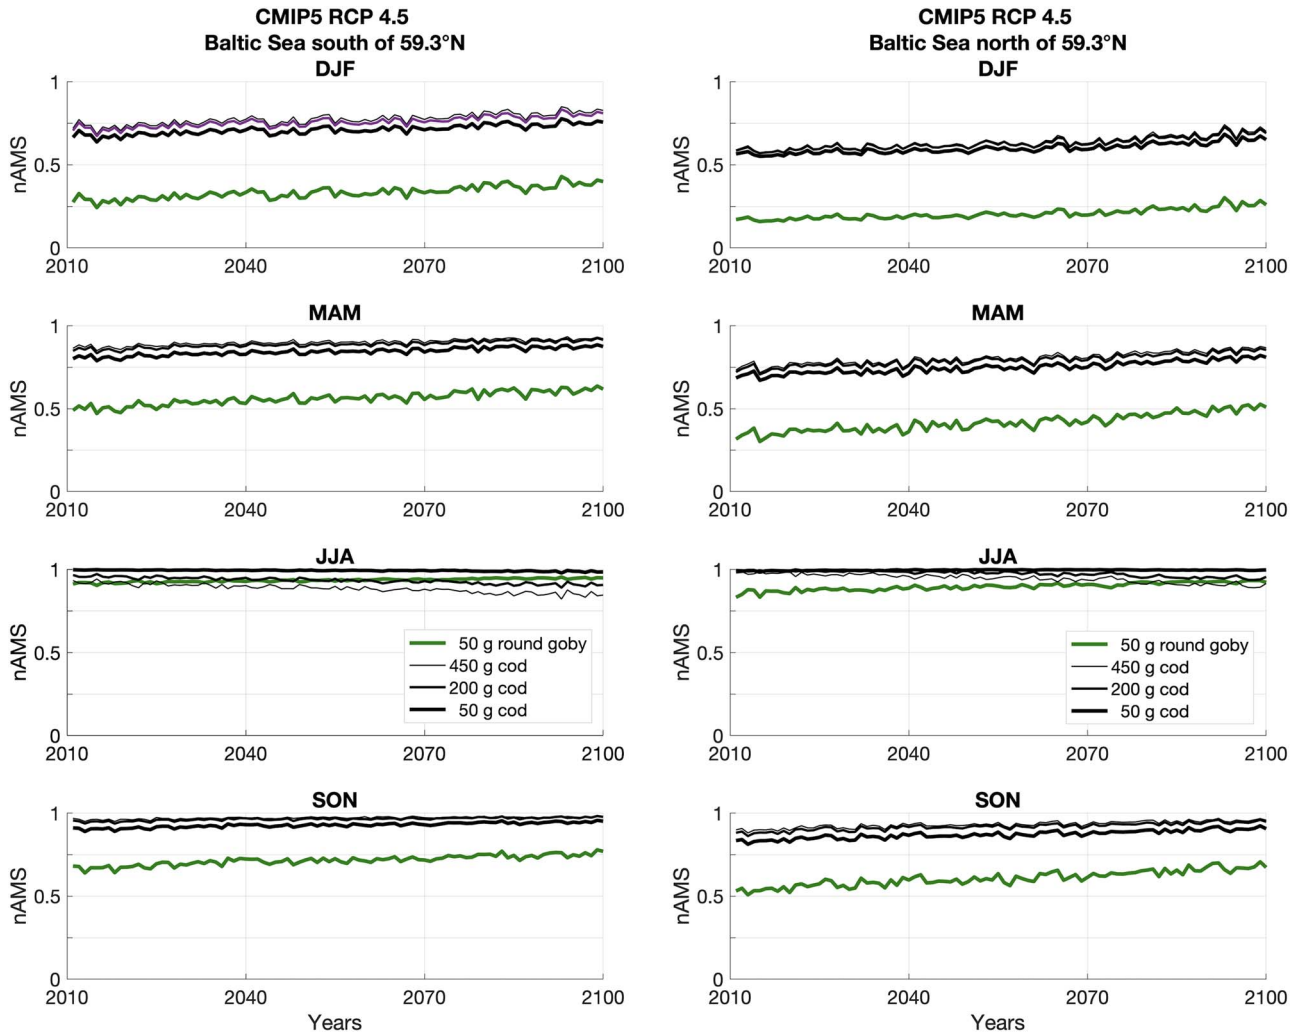 CMIP5 RCP 4.5
Baltic Sea south of 59.3°N
DJF
1
0.5
0
nAMS
2010 2040 2070 2100
MAM
1
0.5
0
nAMS
2010 2040 2070 2100
JJA
1
0.5
0
nAMS
50 g round goby
450 g cod
200 g cod
50 g cod
2010 2040 2070 2100
SON
1
0.5
0
nAMS
2010 2040 2070 2100
Years
CMIP5 RCP 4.5
Baltic Sea north of 59.3°N
DJF
1
0.5
0
nAMS
2010 2040 2070 2100
MAM
1
0.5
0
nAMS
2010 2040 2070 2100
JJA
1
0.5
0
nAMS
50 g round goby
450 g cod
200 g cod
50 g cod
2010 2040 2070 2100
SON
1
0.5
0
nAMS
2010 2040 2070 2100
Years